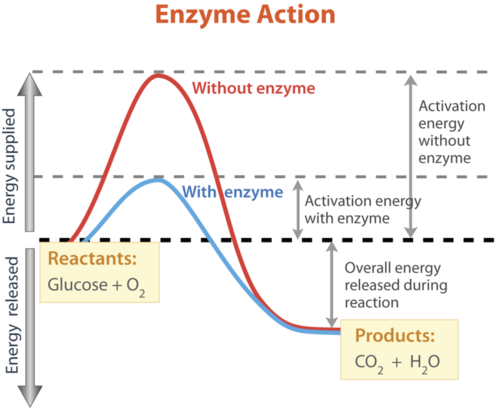 Enzyme Action
Energy supplied
Without enzyme
Activation
energy
without
enzyme
With enzyme
Activation energy
with enzyme
Reactants:
Glucose + O₂
Energy released
Overall energy
released during
reaction
Products:
CO₂ + H₂O